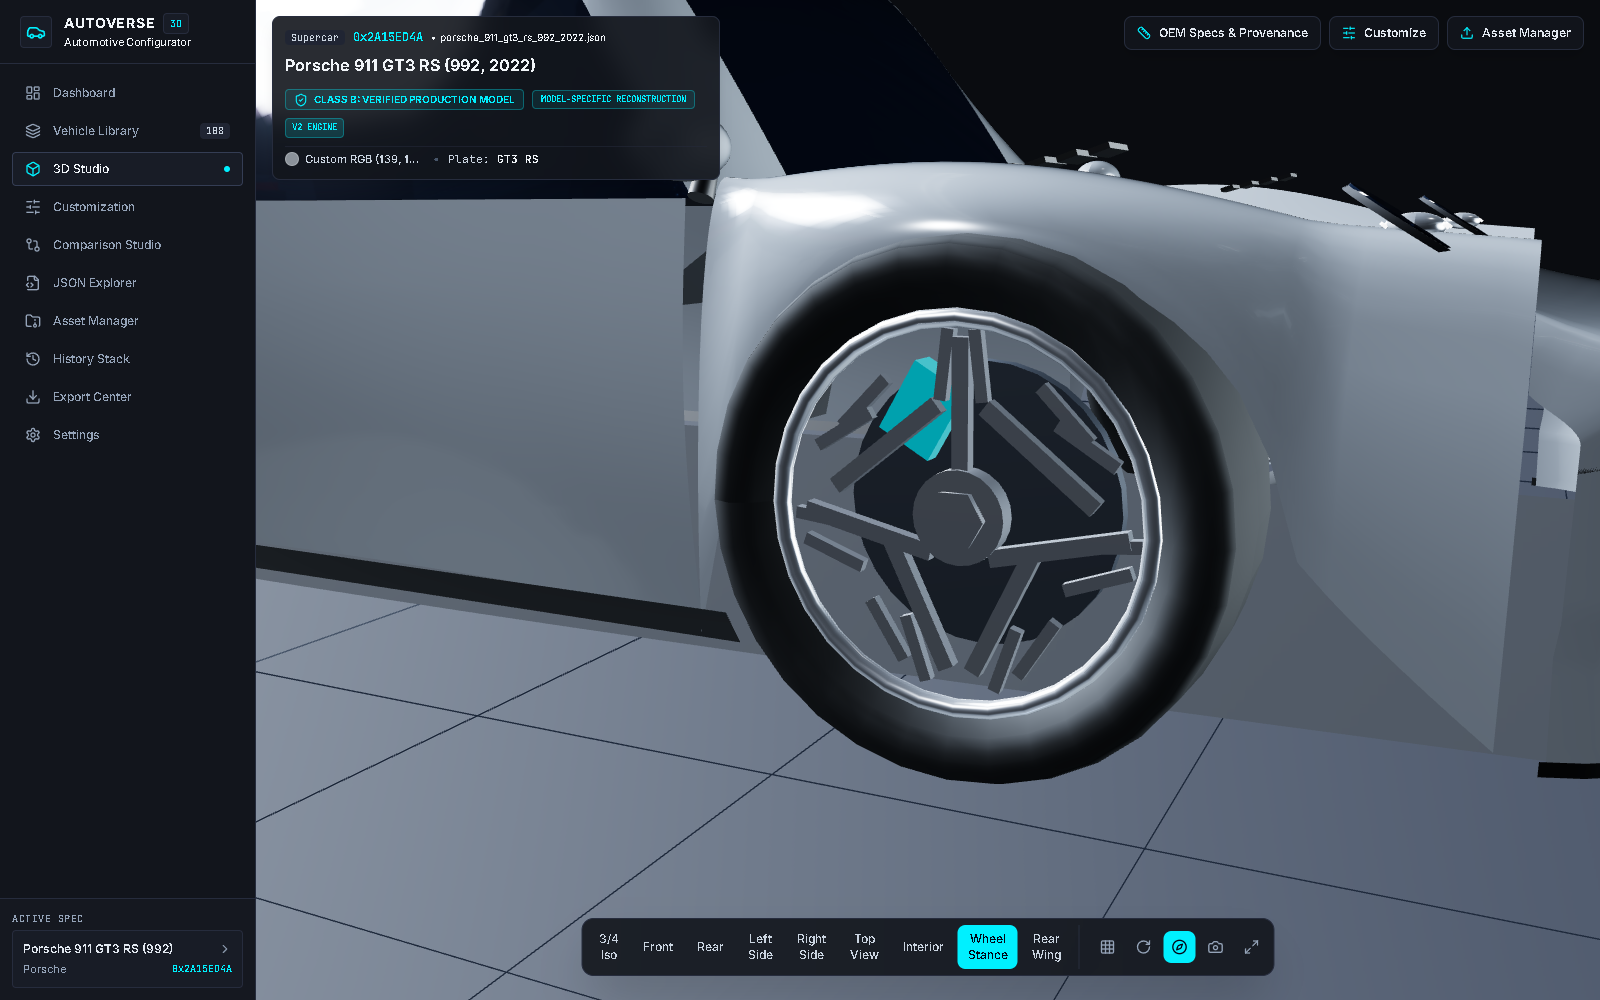 AUTOVERSE 3D
Automotive Configurator
Dashboard
Vehicle Library 188
3D Studio
Customization
Comparison Studio
JSON Explorer
Asset Manager
History Stack
Export Center
Settings
ACTIVE SPEC
Porsche 911 GT3 RS (992)
Porsche 0x2A15ED4A
Supercar 0x2A15ED4A • porsche_911_gt3_rs_992_2022.json
Porsche 911 GT3 RS (992, 2022)
CLASS B: VERIFIED PRODUCTION MODEL MODEL-SPECIFIC RECONSTRUCTION
V2 ENGINE
Custom RGB (139, 1... • Plate: GT3 RS
OEM Specs & Provenance Customize Asset Manager
3/4 Iso
Front
Rear
Left Side
Right Side
Top View
Interior
Wheel Stance
Rear Wing